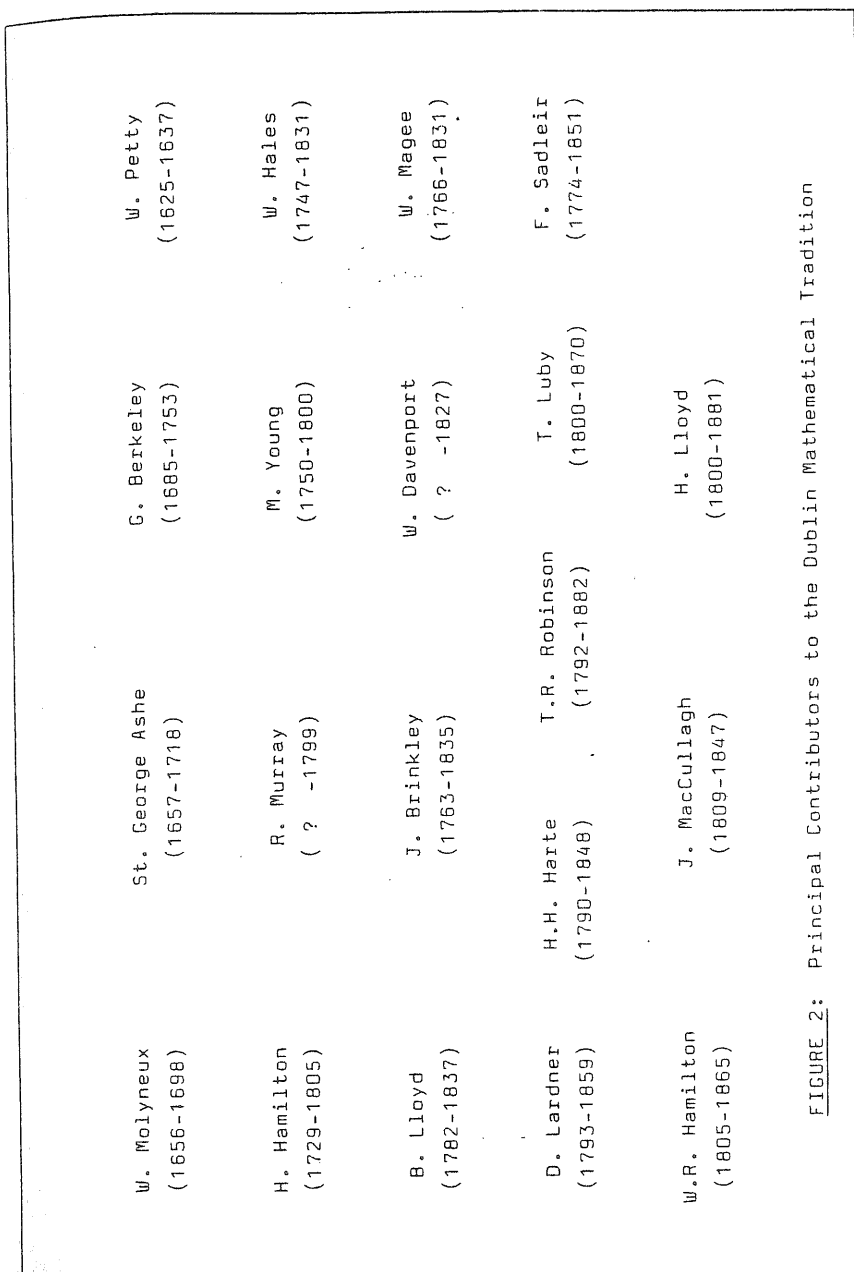 W. Molyneux
(1656-1698)
St. George Ashe
(1657-1718)
G. Berkeley
(1685-1753)
W. Petty
(1625-1637)
H. Hamilton
(1729-1805)
R. Murray
( ? -1799)
M. Young
(1750-1800)
W. Hales
(1747-1831)
B. Lloyd
(1782-1837)
J. Brinkley
(1763-1835)
W. Davenport
( ? -1827)
W. Magee
(1766-1831)
D. Lardner
(1793-1859)
H.H. Harte
(1790-1848)
T.R. Robinson
(1792-1882)
T. Luby
(1800-1870)
F. Sadleir
(1774-1851)
W.R. Hamilton
(1805-1865)
J. MacCullagh
(1809-1847)
H. Lloyd
(1800-1881)
FIGURE 2: Principal Contributors to the Dublin Mathematical Tradition